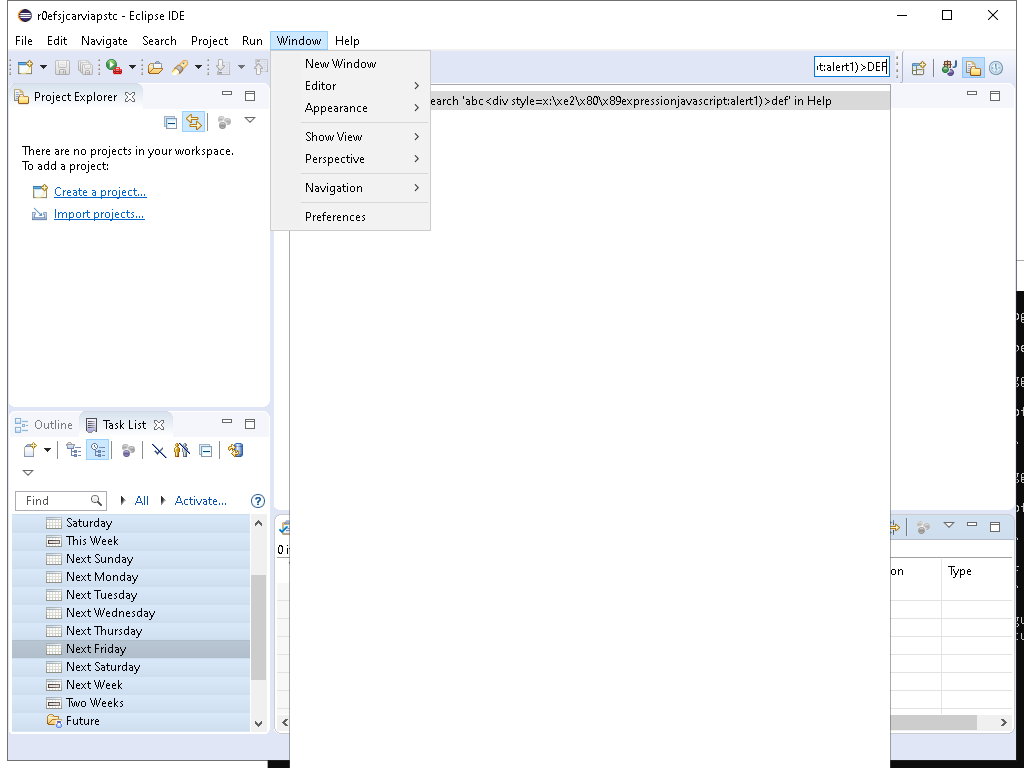 r0efsjcarviapstc - Eclipse IDE
File Edit Navigate Search Project Run Window Help
t:alert1)>DEF
New Window
Editor
Appearance
Show View
Perspective
Navigation
Preferences
earch 'abc<div style=x:\xe2\x80\x89expressionjavascript:alert1)>def' in Help
Project Explorer
There are no projects in your workspace.
To add a project:
Create a project...
Import projects...
Outline Task List
Find All Activate...
Saturday
This Week
Next Sunday
Next Monday
Next Tuesday
Next Wednesday
Next Thursday
Next Friday
Next Saturday
Next Week
Two Weeks
Future
0 i
on Type